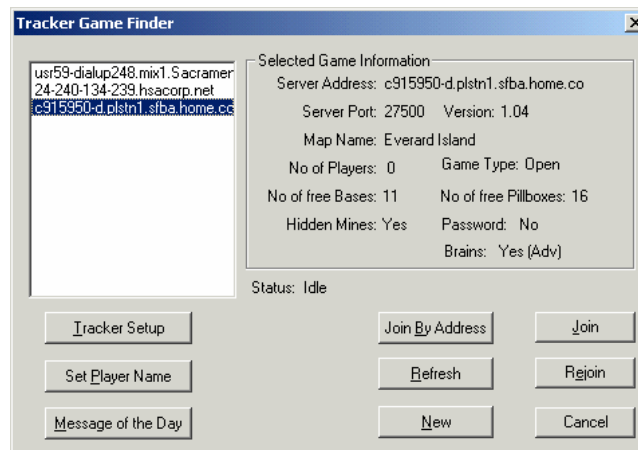 Tracker Game Finder
usr59-dialup248.mix1.Sacramer
24-240-134-239.hsacorp.net
c915950-d.plstn1.sfba.home.co
Selected Game Information
Server Address: c915950-d.plstn1.sfba.home.co
Server Port: 27500 Version: 1.04
Map Name: Everard Island
No of Players: 0 Game Type: Open
No of free Bases: 11 No of free Pillboxes: 16
Hidden Mines: Yes Password: No
Brains: Yes (Adv)
Status: Idle
Tracker Setup Join By Address Join
Set Player Name Refresh Rejoin
Message of the Day New Cancel